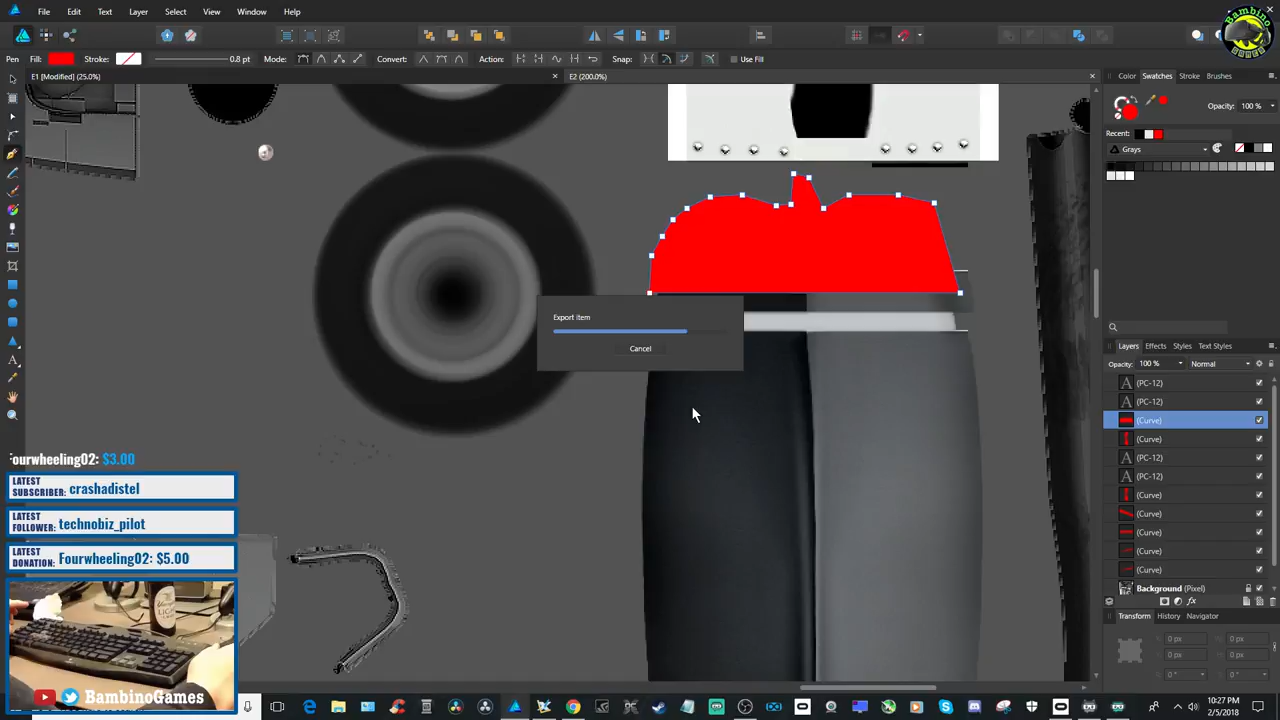 File Edit Text Layer Select View Window Help
Pen Fill: Stroke: 0.8 pt Mode: Convert: Action: Snap: Use Fill
E1 [Modified] (25.0%) × E2 (200.0%) ×
Bambino
GAMES
Color Swatches Stroke Brushes
Opacity: 100 %
Recent:
Grays
Layers Effects Styles Text Styles
Opacity: 100 % Normal
(PC-12)
(PC-12)
(Curve)
(Curve)
(PC-12)
(PC-12)
(Curve)
(Curve)
(Curve)
(Curve)
(Curve)
Background (Pixel)
fx
Transform History Navigator
X: 0 px W: 0 px
Y: 0 px H: 0 px
0 ° 0 °
Export item
Cancel
ourwheeling02: $3.00
LATEST
SUBSCRIBER: crashadistel
LATEST
FOLLOWER: technobiz_pilot
LATEST
DONATION: Fourwheeling02: $5.00
LIGHT
BambinoGames
10:27 PM
2/5/2018